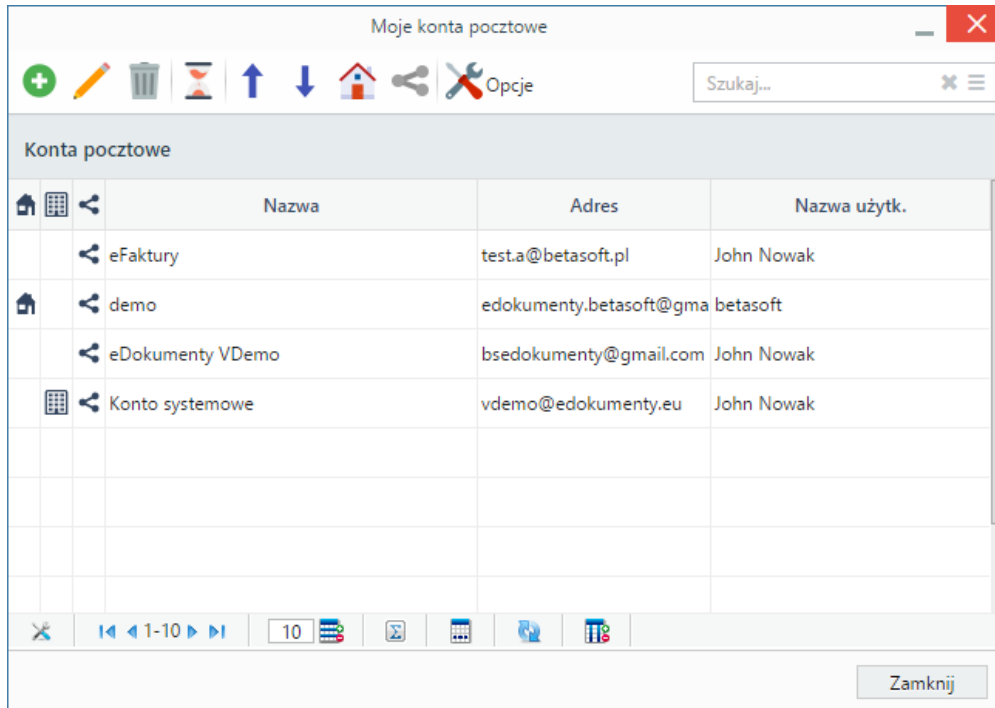 Moje konta pocztowe
Opcje
Szukaj...
Konta pocztowe
Nazwa Adres Nazwa użytk.
eFaktury test.a@betasoft.pl John Nowak
demo edokumenty.betasoft@gma betasoft
eDokumenty VDemo bsedokumenty@gmail.com John Nowak
Konto systemowe vdemo@edokumenty.eu John Nowak
1-10 10
Zamknij